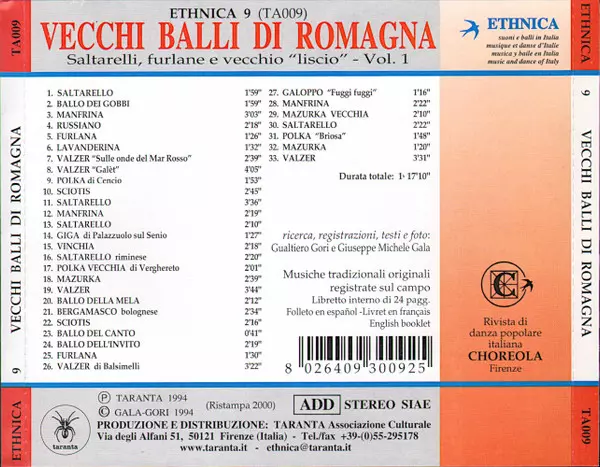 ETHNICA 9 (TA009)
VECCHI BALLI DI ROMAGNA
Saltarelli, furlane e vecchio "liscio" - Vol. 1
ETHNICA
suoni e balli in Italia
musique et danse d'Italie
musica y baile en Italia
music and dance of Italy
TA009
VECCHI BALLI DI ROMAGNA
9
ETHNICA
1. SALTARELLO 1'59"
2. BALLO DEI GOBBI 1'59"
3. MANFRINA 3'03"
4. RUSSIANO 2'18"
5. FURLANA 1'26"
6. LAVANDERINA 1'32"
7. VALZER "Sulle onde del Mar Rosso" 2'39"
8. VALZER "Galèt" 4'05"
9. POLKA di Cencio 1'53"
10. SCIOTIS 2'45"
11. SALTARELLO 3'36"
12. MANFRINA 2'19"
13. SALTARELLO 2'10"
14. GIGA di Palazzuolo sul Senio 1'27"
15. VINCHIA 2'18"
16. SALTARELLO riminese 2'20"
17. POLKA VECCHIA di Verghereto 2'01"
18. MAZURKA 2'39"
19. VALZER 3'44"
20. BALLO DELLA MELA 2'12"
21. BERGAMASCO bolognese 2'34"
22. SCIOTIS 2'16"
23. BALLO DEL CANTO 0'41"
24. BALLO DELL'INVITO 2'19"
25. FURLANA 1'30"
26. VALZER di Balsimelli 3'22"
27. GALOPPO "Fuggi fuggi" 1'16"
28. MANFRINA 2'22"
29. MAZURKA VECCHIA 2'10"
30. SALTARELLO 2'22"
31. POLKA "Briosa" 1'48"
32. MAZURKA 1'20"
33. VALZER 3'31"
Durata totale: 1h 17'10"
ricerca, registrazioni, testi e foto:
Gualtiero Gori e Giuseppe Michele Gala
Musiche tradizionali originali
registrate sul campo
Libretto interno di 24 pagg.
Folleto en español -Livret en français
English booklet
8 026409 300925
Rivista di
danza popolare
italiana
CHOREOLA
Firenze
taranta
Ⓟ TARANTA 1994
© GALA-GORI 1994
(Ristampa 2000)
ADD STEREO SIAE
PRODUZIONE E DISTRIBUZIONE: TARANTA Associazione Culturale
Via degli Alfani 51, 50121 Firenze (Italia) - Tel./fax +39-(0)55-295178
www.taranta.it - ethnica@taranta.it
ETHNICA
9
VECCHI BALLI DI ROMAGNA
TA009